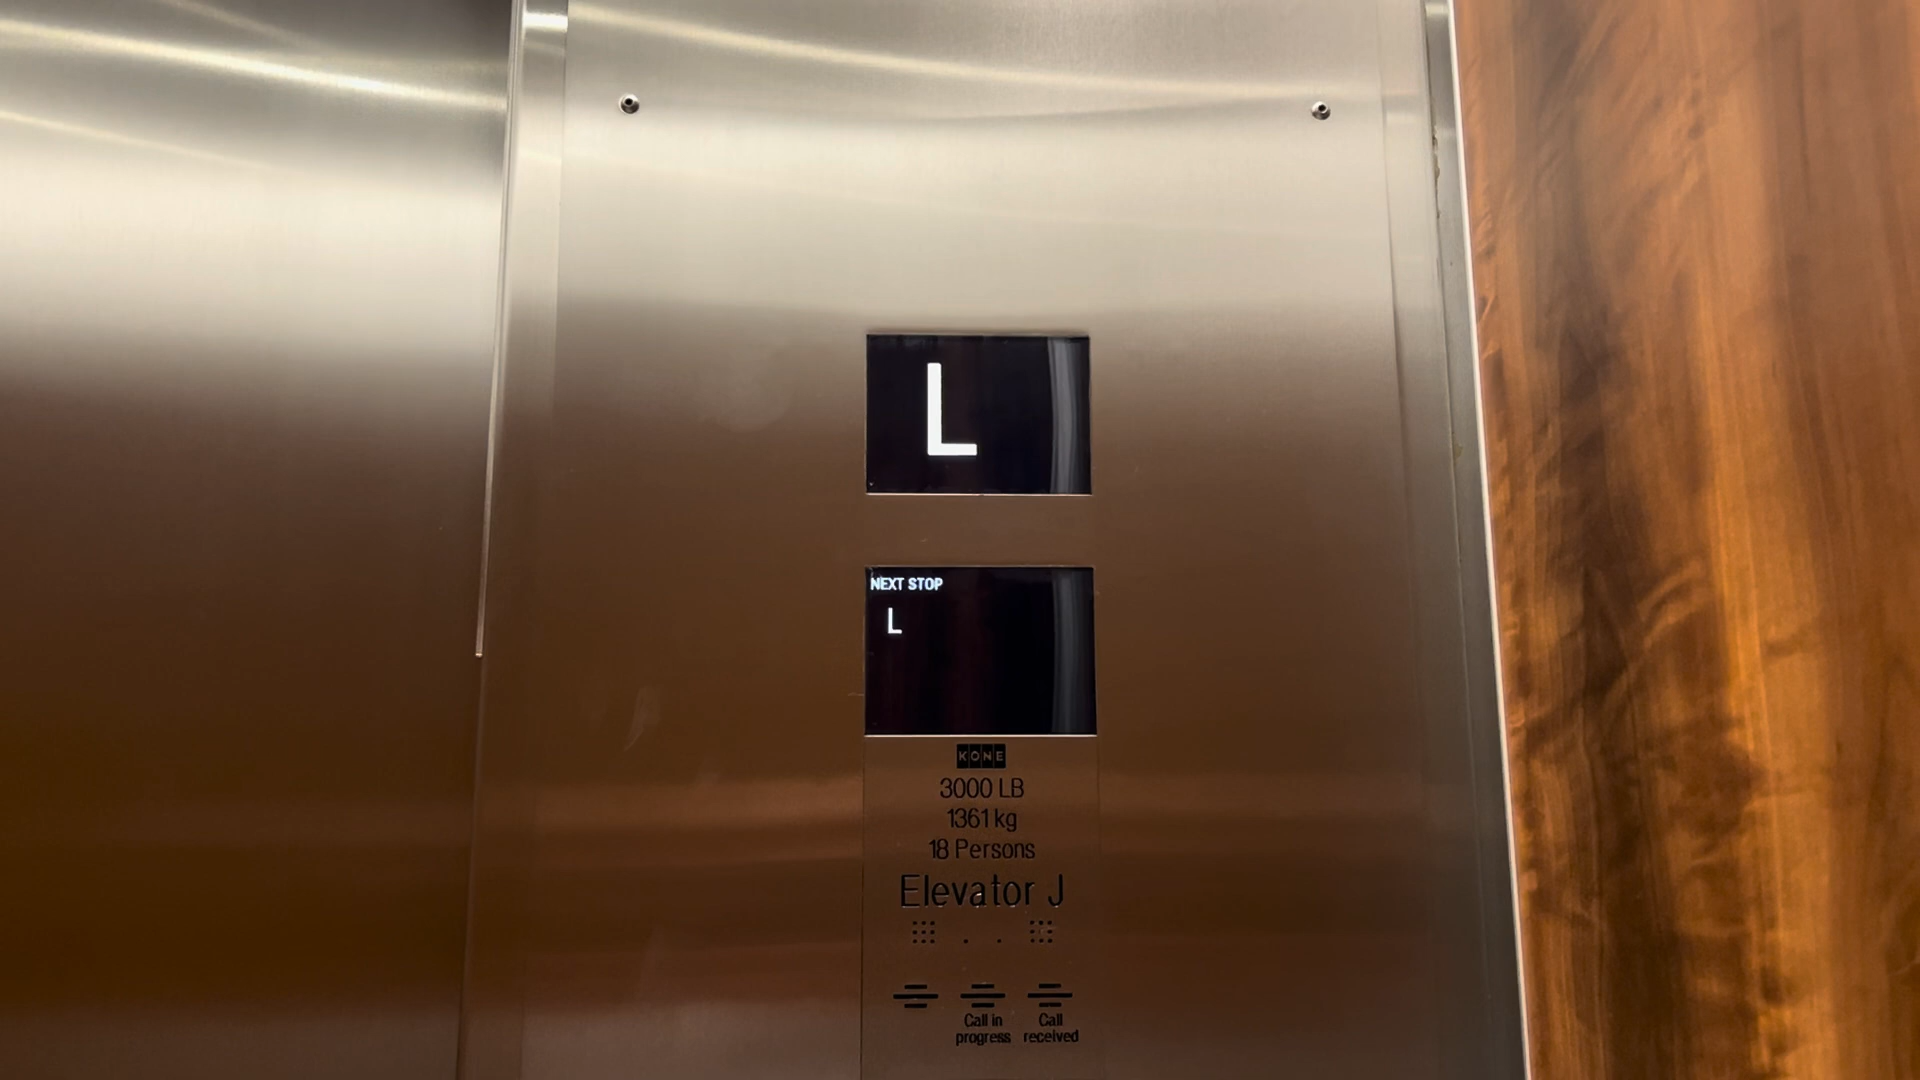 L
NEXT STOP
L
KONE
3000 LB
1361 kg
18 Persons
Elevator J
Call in
progress
Call
received